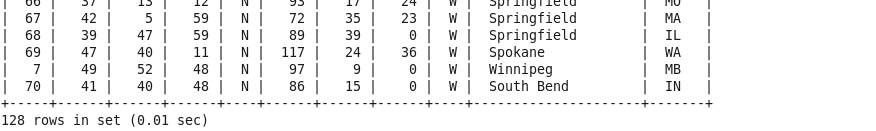 |  66 |   37 |   13 |   12 |  N |   93 |   17 |   24 |  W |  Springfield        |  MO   |
|  67 |   42 |    5 |   59 |  N |   72 |   35 |   23 |  W |  Springfield        |  MA   |
|  68 |   39 |   47 |   59 |  N |   89 |   39 |    0 |  W |  Springfield        |  IL   |
|  69 |   47 |   40 |   11 |  N |  117 |   24 |   36 |  W |  Spokane            |  WA   |
|   7 |   49 |   52 |   48 |  N |   97 |    9 |    0 |  W |  Winnipeg           |  MB   |
|  70 |   41 |   40 |   48 |  N |   86 |   15 |    0 |  W |  South Bend         |  IN   |
+-----+------+------+------+----+------+------+------+----+---------------------+-------+
128 rows in set (0.01 sec)